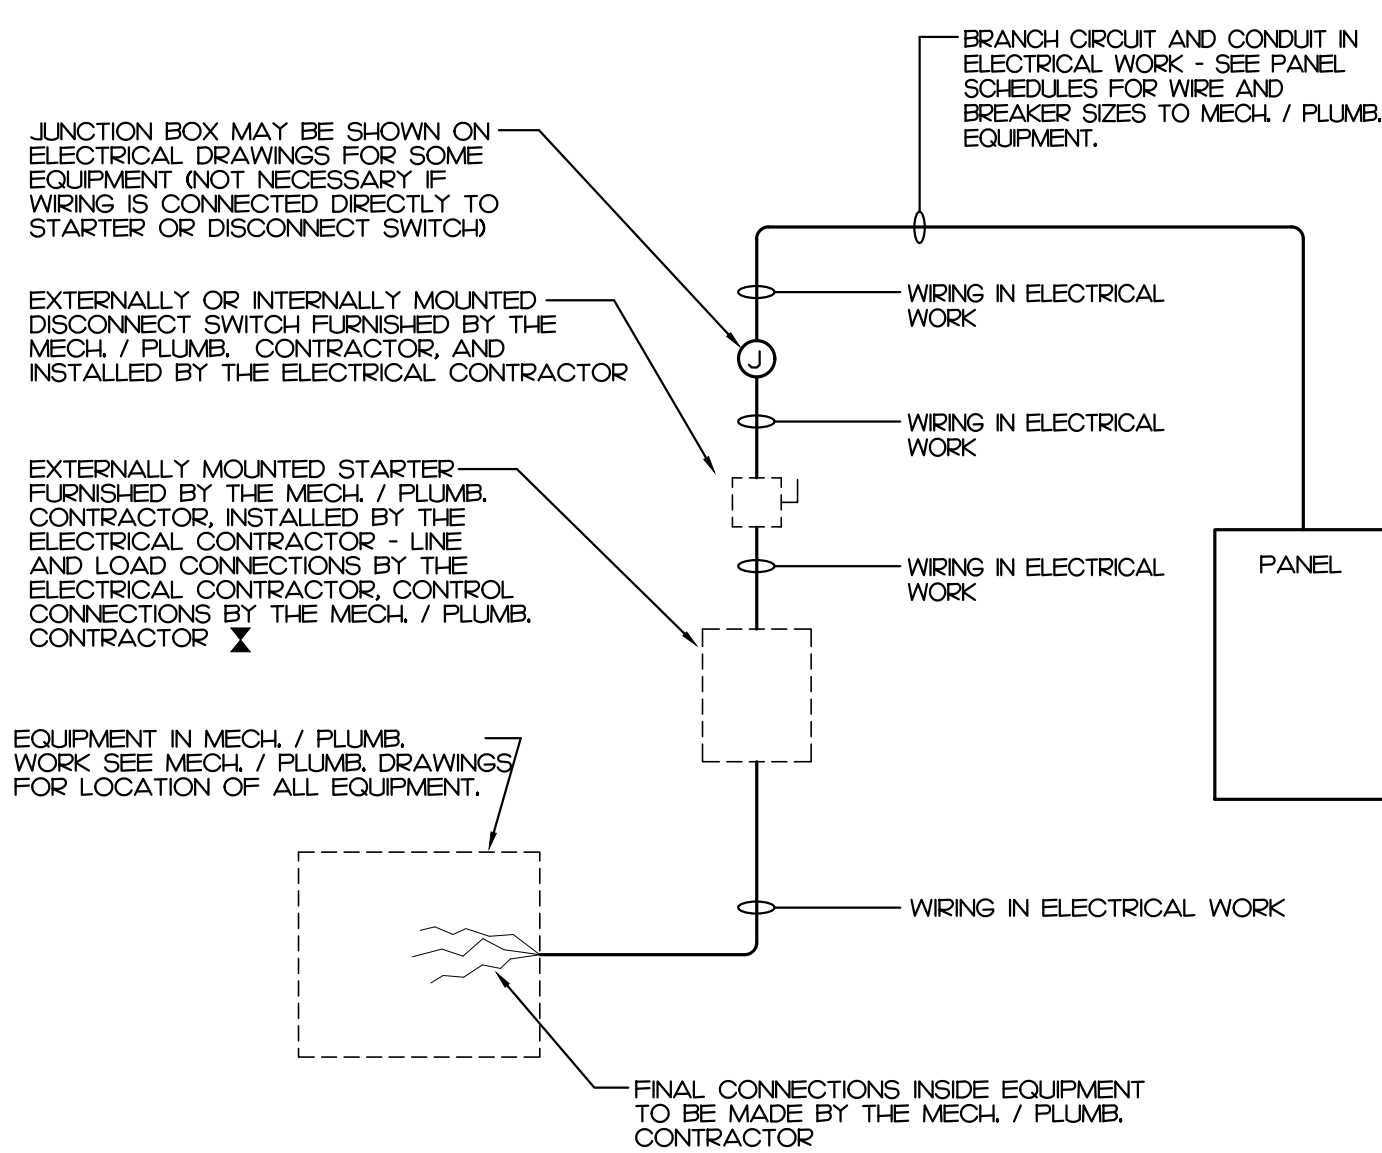 BRANCH CIRCUIT AND CONDUIT IN
ELECTRICAL WORK - SEE PANEL
SCHEDULES FOR WIRE AND
BREAKER SIZES TO MECH. / PLUMB.
EQUIPMENT.
JUNCTION BOX MAY BE SHOWN ON
ELECTRICAL DRAWINGS FOR SOME
EQUIPMENT (NOT NECESSARY IF
WIRING IS CONNECTED DIRECTLY TO
STARTER OR DISCONNECT SWITCH)
WIRING IN ELECTRICAL
WORK
EXTERNALLY OR INTERNALLY MOUNTED
DISCONNECT SWITCH FURNISHED BY THE
MECH. / PLUMB. CONTRACTOR, AND
INSTALLED BY THE ELECTRICAL CONTRACTOR
J
WIRING IN ELECTRICAL
WORK
EXTERNALLY MOUNTED STARTER
FURNISHED BY THE MECH. / PLUMB.
CONTRACTOR, INSTALLED BY THE
ELECTRICAL CONTRACTOR - LINE
AND LOAD CONNECTIONS BY THE
ELECTRICAL CONTRACTOR, CONTROL
CONNECTIONS BY THE MECH. / PLUMB.
CONTRACTOR
WIRING IN ELECTRICAL
WORK
PANEL
EQUIPMENT IN MECH. / PLUMB.
WORK SEE MECH. / PLUMB. DRAWINGS
FOR LOCATION OF ALL EQUIPMENT.
WIRING IN ELECTRICAL WORK
FINAL CONNECTIONS INSIDE EQUIPMENT
TO BE MADE BY THE MECH. / PLUMB.
CONTRACTOR